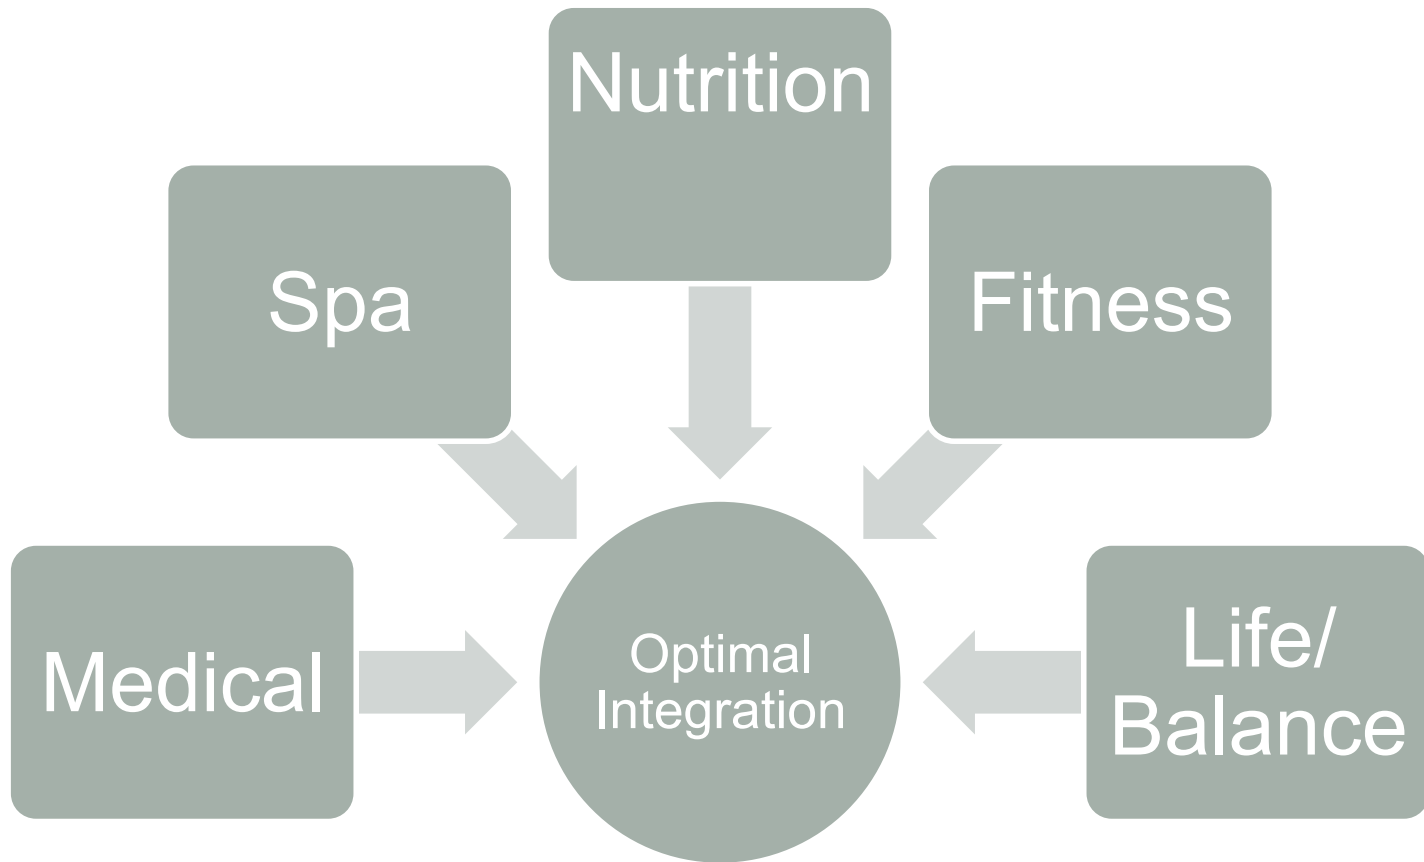 Nutrition
Spa
Fitness
Medical
Optimal
Integration
Life/
Balance